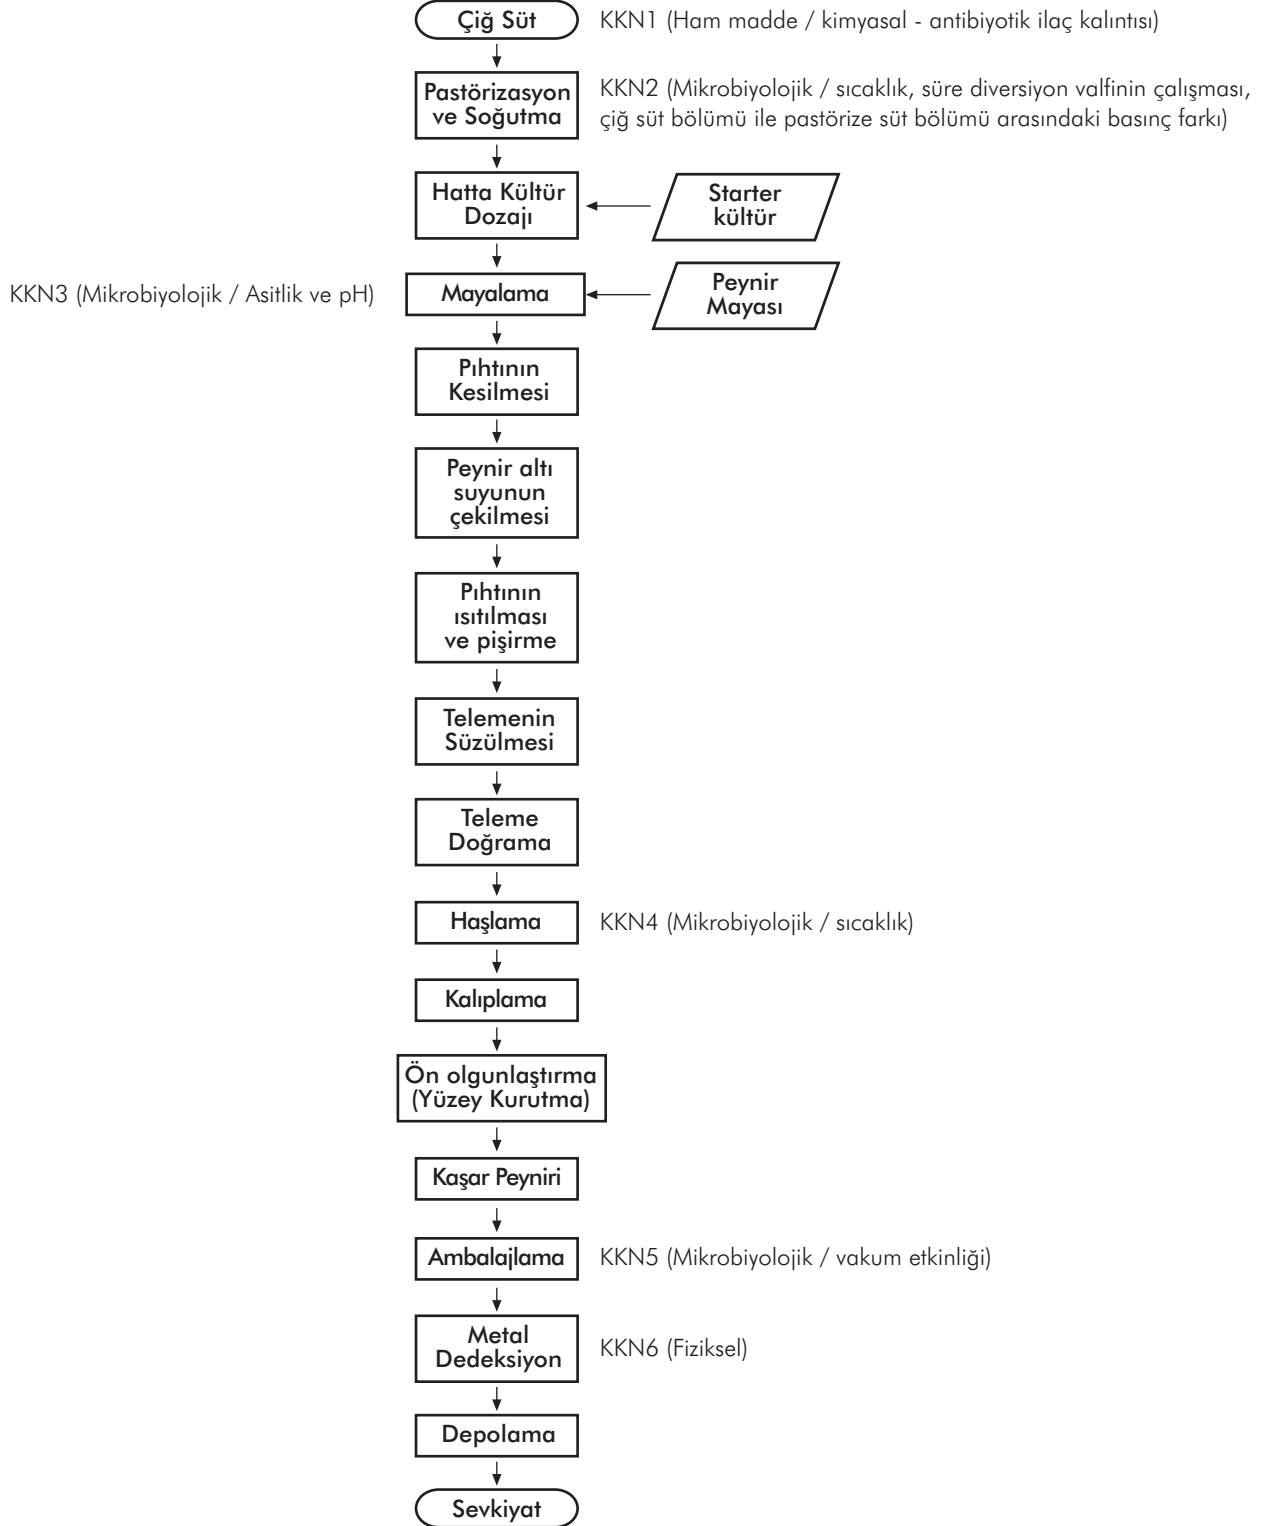 Çiğ Süt
KKN1 (Ham madde / kimyasal - antibiyotik ilaç kalıntısı)
Pastörizasyon
ve Soğutma
KKN2 (Mikrobiyolojik / sıcaklık, süre diversiyon valfinin çalışması,
çiğ süt bölümü ile pastörize süt bölümü arasındaki basınç farkı)
Hatta Kültür
Dozajı
Starter
kültür
KKN3 (Mikrobiyolojik / Asitlik ve pH)
Mayalama
Peynir
Mayası
Pıhtının
Kesilmesi
Peynir altı
suyunun
çekilmesi
Pıhtının
ısıtılması
ve pişirme
Telemenin
Süzülmesi
Teleme
Doğrama
Haşlama
KKN4 (Mikrobiyolojik / sıcaklık)
Kalıplama
Ön olgunlaştırma
(Yüzey Kurutma)
Kaşar Peyniri
Ambalajlama
KKN5 (Mikrobiyolojik / vakum etkinliği)
Metal
Dedeksiyon
KKN6 (Fiziksel)
Depolama
Sevkiyat